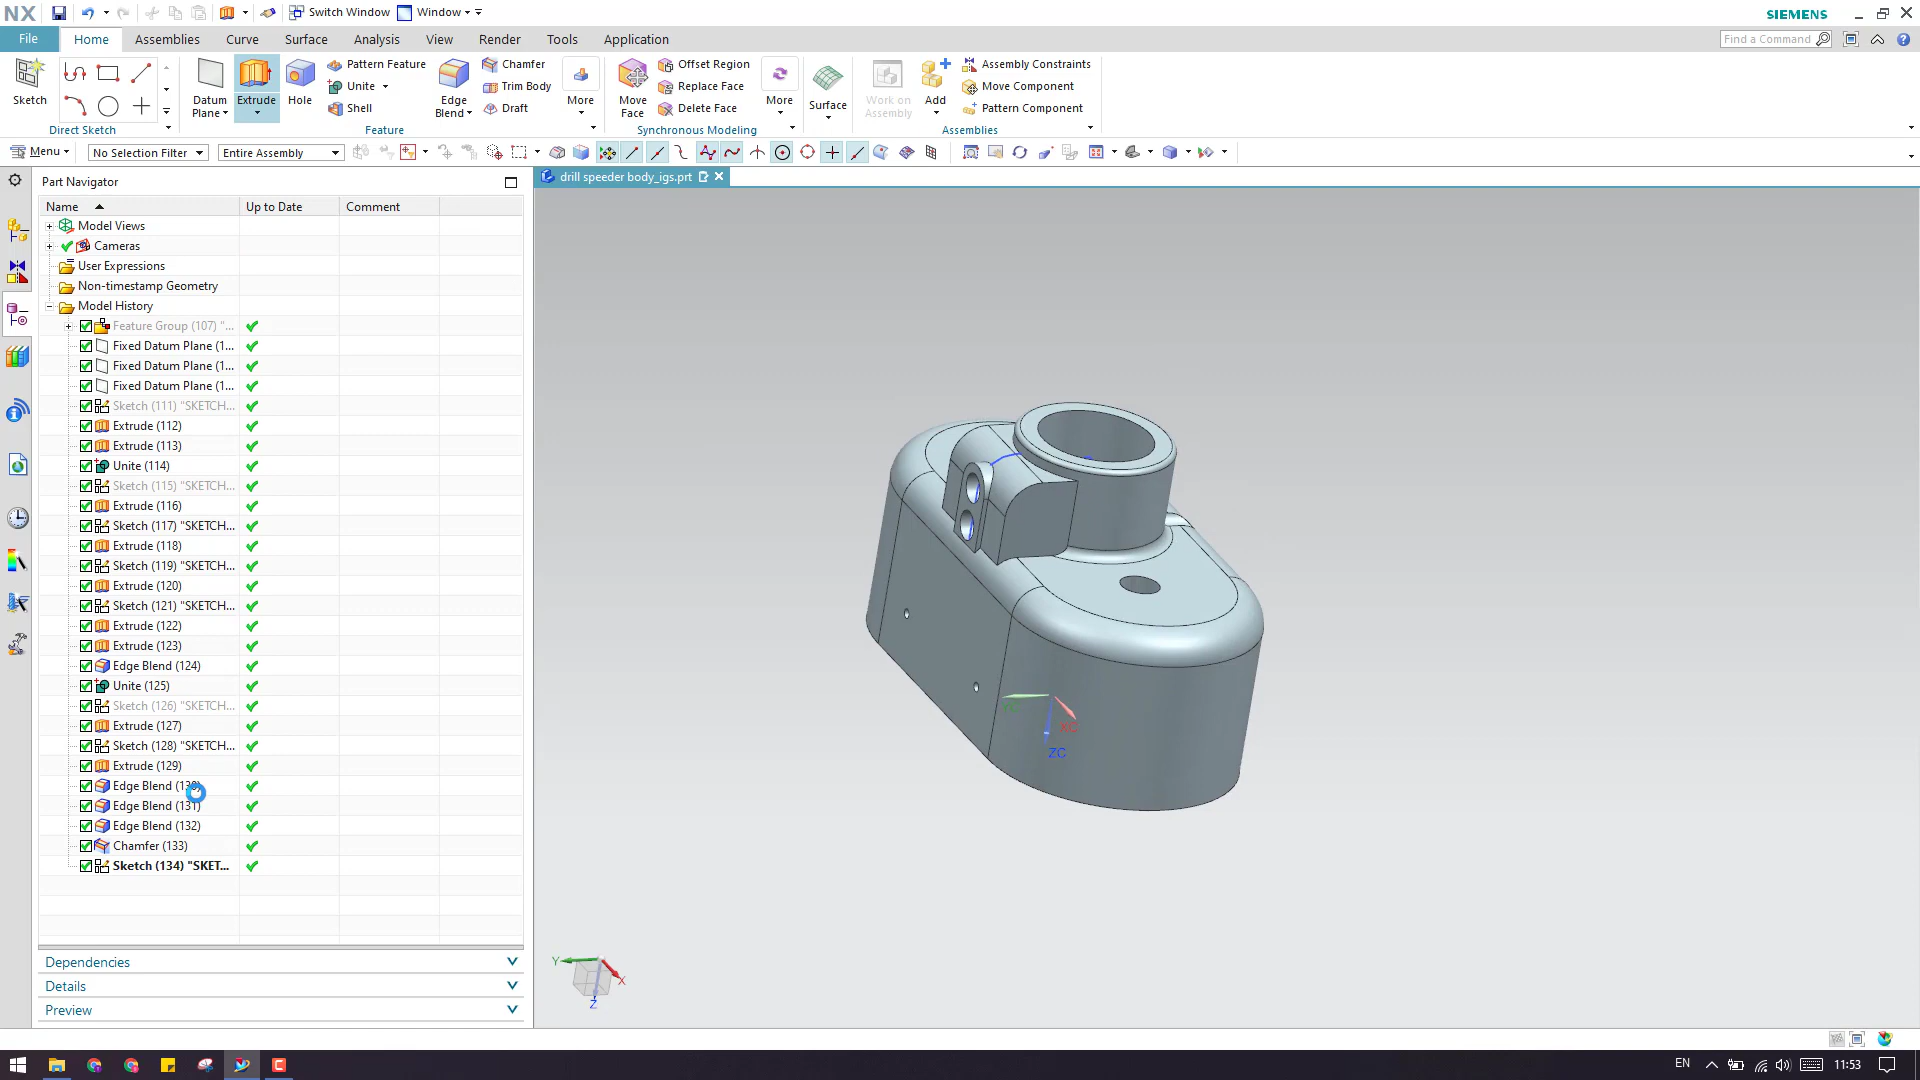 NX
Switch Window
Window
SIEMENS
File
Home
Assemblies
Curve
Surface
Analysis
View
Render
Tools
Application
Find a Command
Sketch
Direct Sketch
Datum
Plane
Extrude
Hole
Pattern Feature
Unite
Shell
Edge
Blend
Chamfer
Trim Body
Draft
More
Feature
Move
Face
Offset Region
Replace Face
Delete Face
More
Synchronous Modeling
Surface
Work on
Assembly
Add
Assembly Constraints
Move Component
Pattern Component
Assemblies
Menu
No Selection Filter
Entire Assembly
Part Navigator
drill speeder body_igs.prt
Name
Up to Date
Comment
Model Views
Cameras
User Expressions
Non-timestamp Geometry
Model History
Feature Group (107) "...
Fixed Datum Plane (1...
Fixed Datum Plane (1...
Fixed Datum Plane (1...
Sketch (111) "SKETCH...
Extrude (112)
Extrude (113)
Unite (114)
Sketch (115) "SKETCH...
Extrude (116)
Sketch (117) "SKETCH...
Extrude (118)
Sketch (119) "SKETCH...
Extrude (120)
Sketch (121) "SKETCH...
Extrude (122)
Extrude (123)
Edge Blend (124)
Unite (125)
Sketch (126) "SKETCH...
Extrude (127)
Sketch (128) "SKETCH...
Extrude (129)
Edge Blend (130)
Edge Blend (131)
Edge Blend (132)
Chamfer (133)
Sketch (134) "SKET...
XC
ZC
Y
X
Z
Dependencies
Details
Preview
EN
11:53